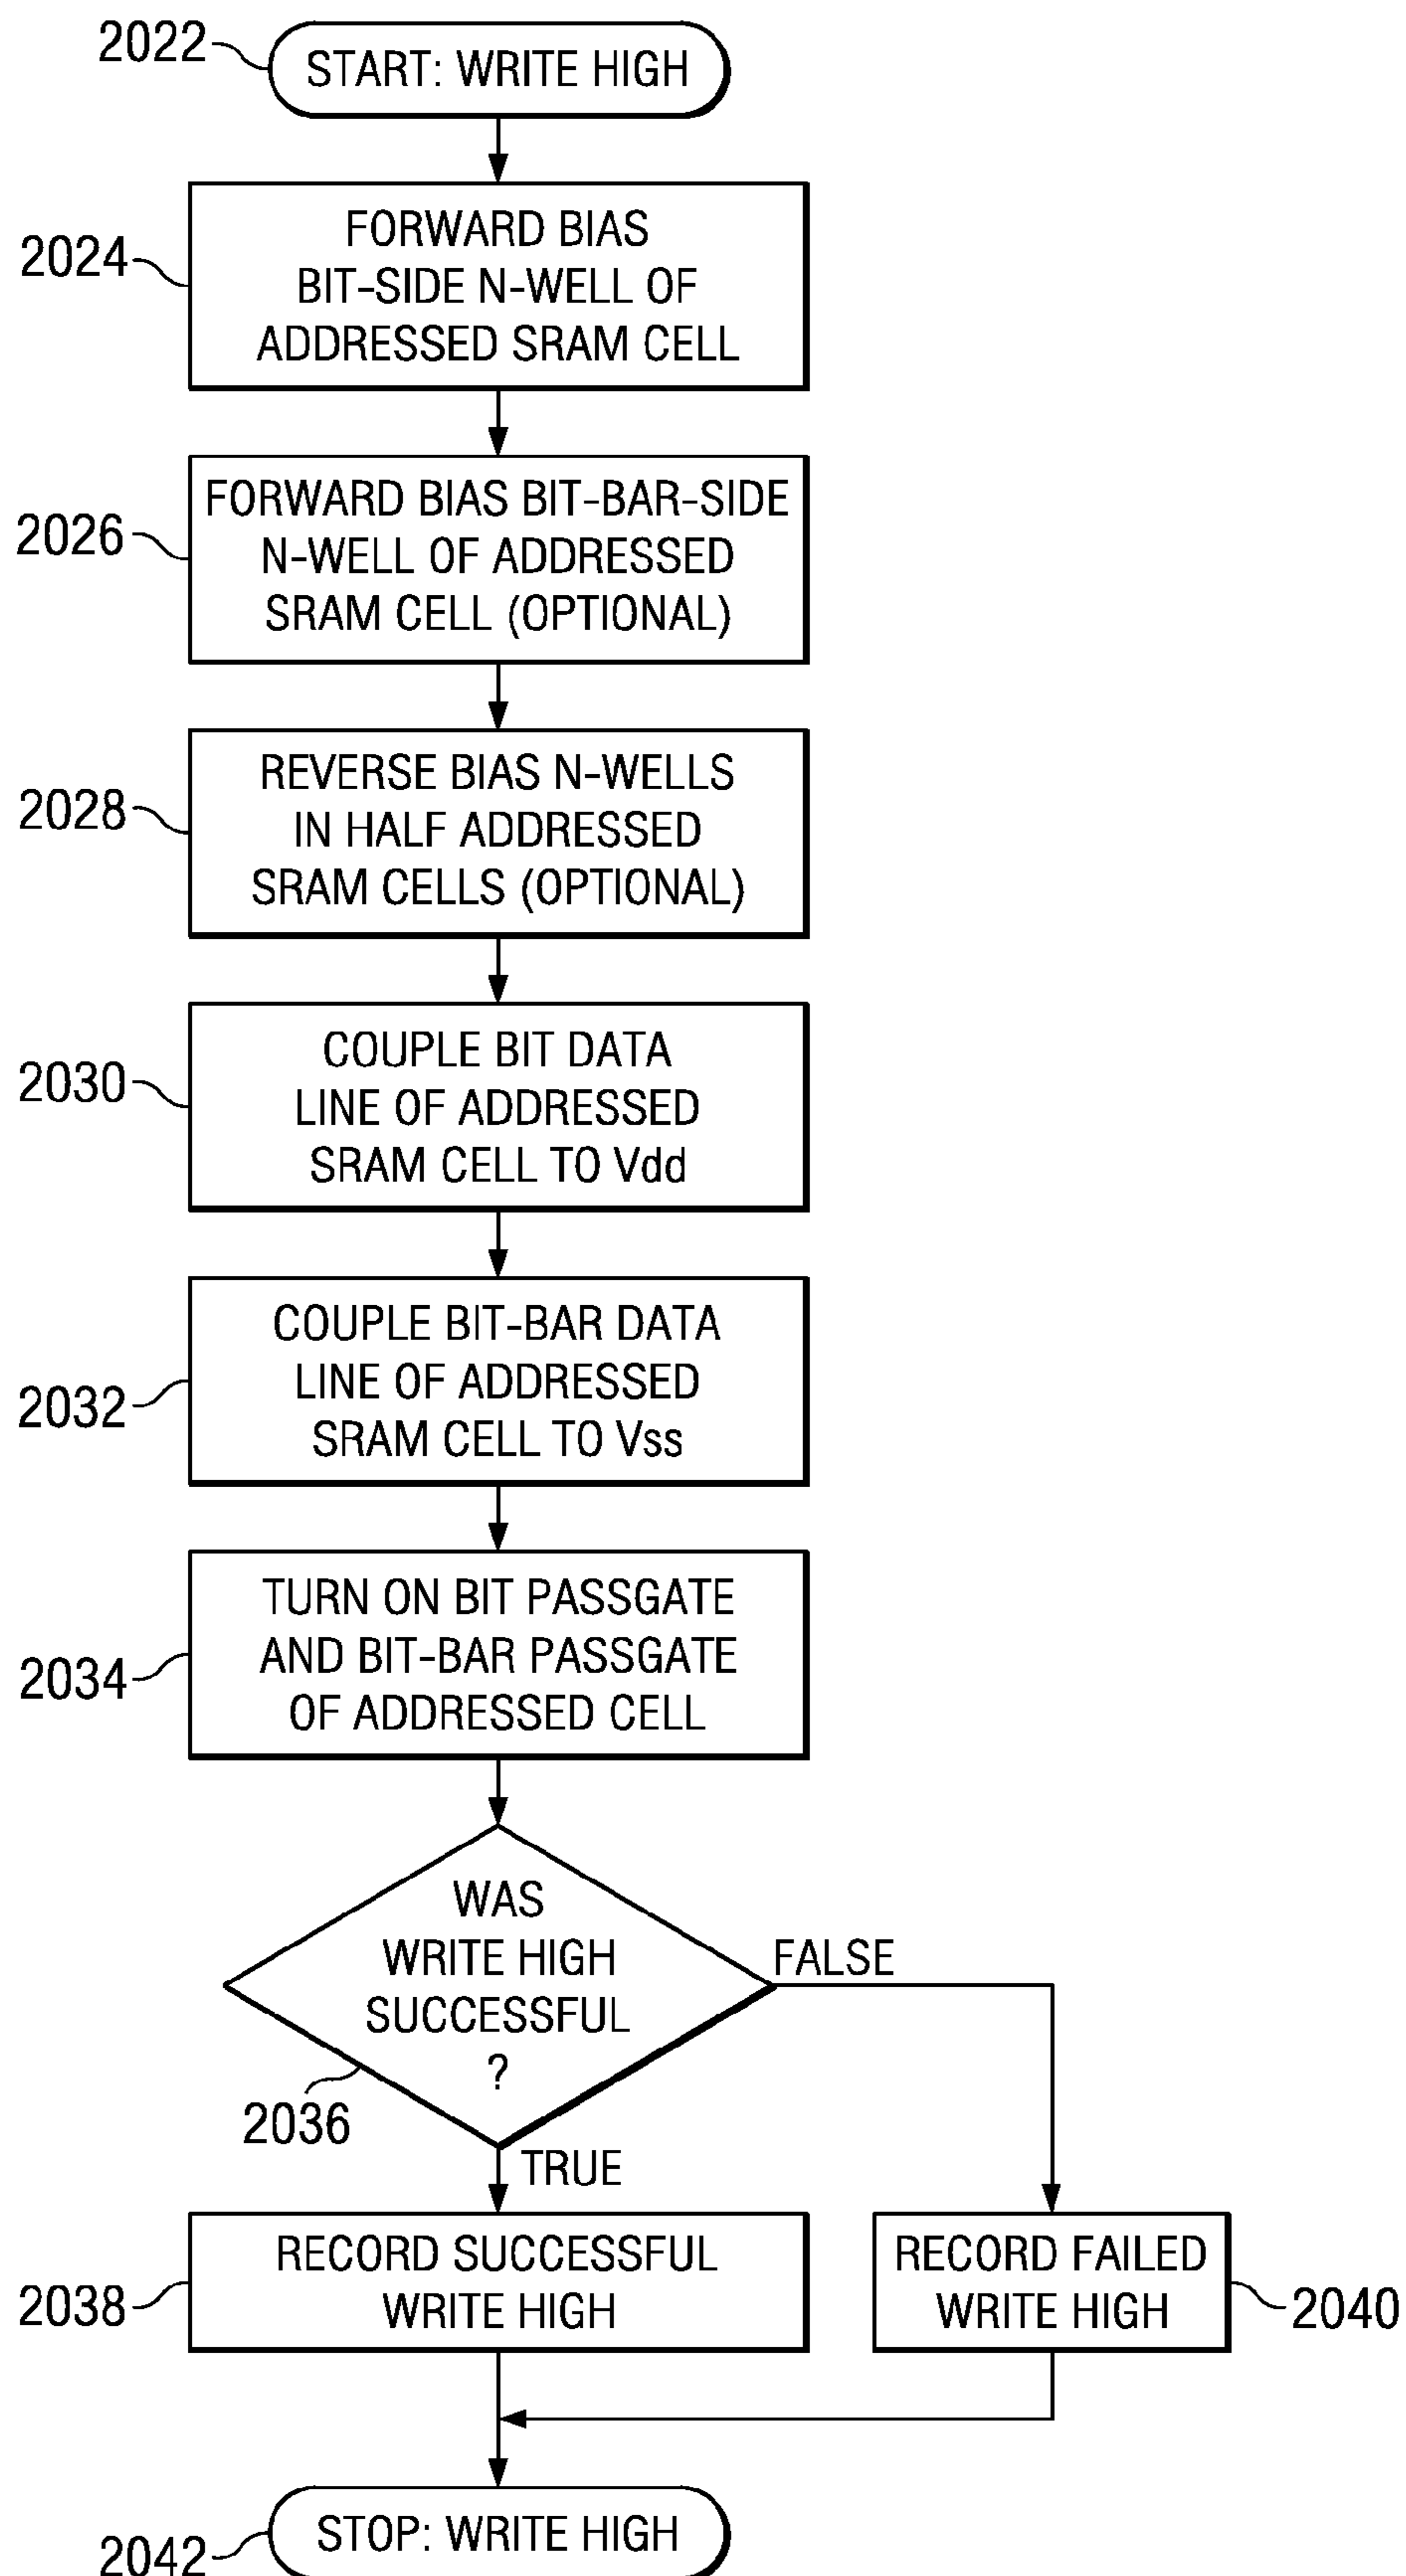 2022
START: WRITE HIGH
2024
FORWARD BIAS
BIT-SIDE N-WELL OF
ADDRESSED SRAM CELL
2026
FORWARD BIAS BIT-BAR-SIDE
N-WELL OF ADDRESSED
SRAM CELL (OPTIONAL)
2028
REVERSE BIAS N-WELLS
IN HALF ADDRESSED
SRAM CELLS (OPTIONAL)
2030
COUPLE BIT DATA
LINE OF ADDRESSED
SRAM CELL TO Vdd
2032
COUPLE BIT-BAR DATA
LINE OF ADDRESSED
SRAM CELL TO Vss
2034
TURN ON BIT PASSGATE
AND BIT-BAR PASSGATE
OF ADDRESSED CELL
WAS
WRITE HIGH
SUCCESSFUL
?
2036
FALSE
TRUE
2038
RECORD SUCCESSFUL
WRITE HIGH
RECORD FAILED
WRITE HIGH
2040
2042
STOP: WRITE HIGH